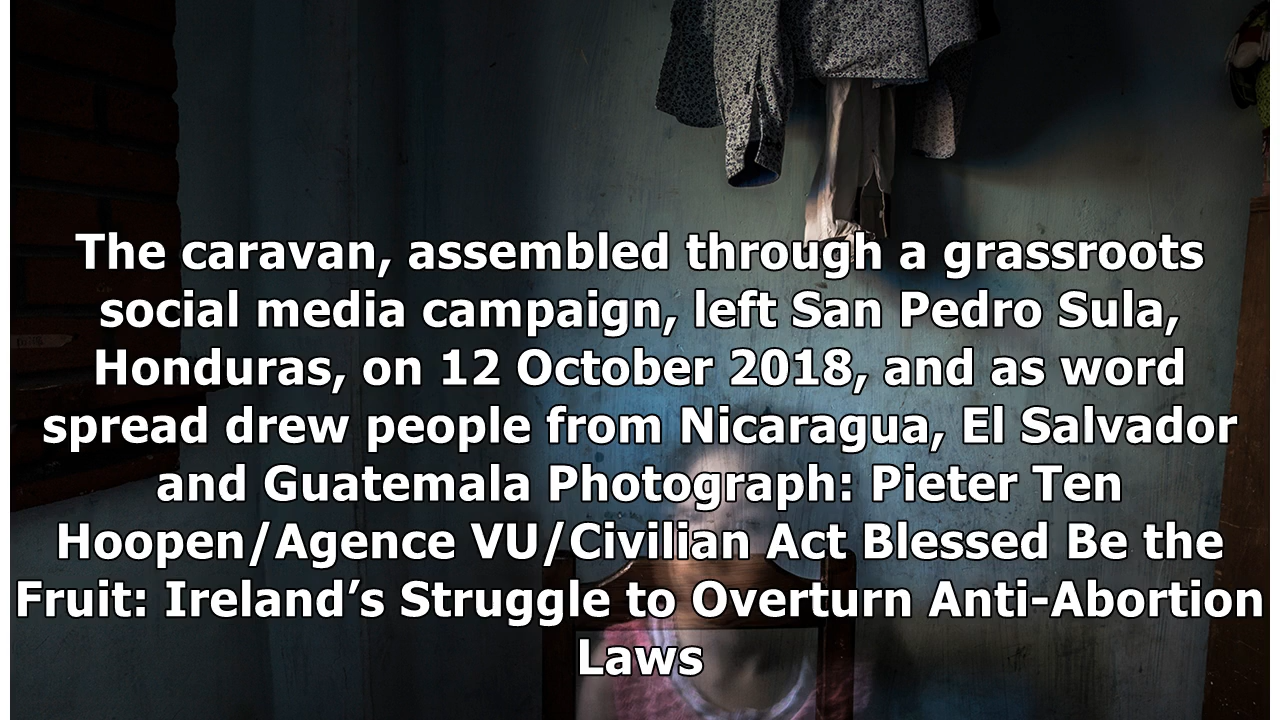 The caravan, assembled through a grassroots
social media campaign, left San Pedro Sula,
Honduras, on 12 October 2018, and as word
spread drew people from Nicaragua, El Salvador
and Guatemala Photograph: Pieter Ten
Hoopen/Agence VU/Civilian Act Blessed Be the
Fruit: Ireland’s Struggle to Overturn Anti-Abortion
Laws